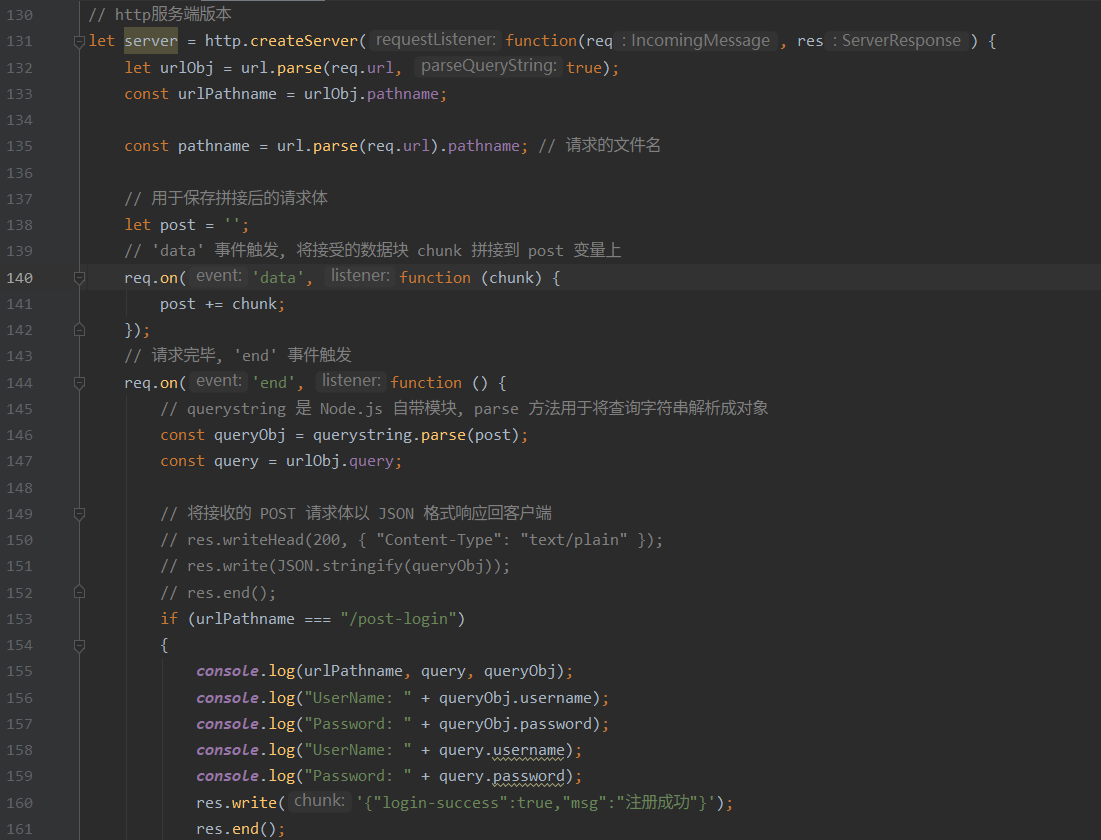 130 // http服务端版本
131 let server = http.createServer( requestListener: function(req : IncomingMessage , res : ServerResponse ) {
132 let urlObj = url.parse(req.url, parseQueryString: true);
133 const urlPathname = urlObj.pathname;
134
135 const pathname = url.parse(req.url).pathname; // 请求的文件名
136
137 // 用于保存拼接后的请求体
138 let post = '';
139 // 'data' 事件触发, 将接受的数据块 chunk 拼接到 post 变量上
140 req.on( event: 'data', listener: function (chunk) {
141 post += chunk;
142 });
143 // 请求完毕, 'end' 事件触发
144 req.on( event: 'end', listener: function () {
145 // querystring 是 Node.js 自带模块, parse 方法用于将查询字符串解析成对象
146 const queryObj = querystring.parse(post);
147 const query = urlObj.query;
148
149 // 将接收的 POST 请求体以 JSON 格式响应回客户端
150 // res.writeHead(200, { "Content-Type": "text/plain" });
151 // res.write(JSON.stringify(queryObj));
152 // res.end();
153 if (urlPathname === "/post-login")
154 {
155 console.log(urlPathname, query, queryObj);
156 console.log("UserName: " + queryObj.username);
157 console.log("Password: " + queryObj.password);
158 console.log("UserName: " + query.username);
159 console.log("Password: " + query.password);
160 res.write( chunk: '{"login-success":true,"msg":"注册成功"}');
161 res.end();